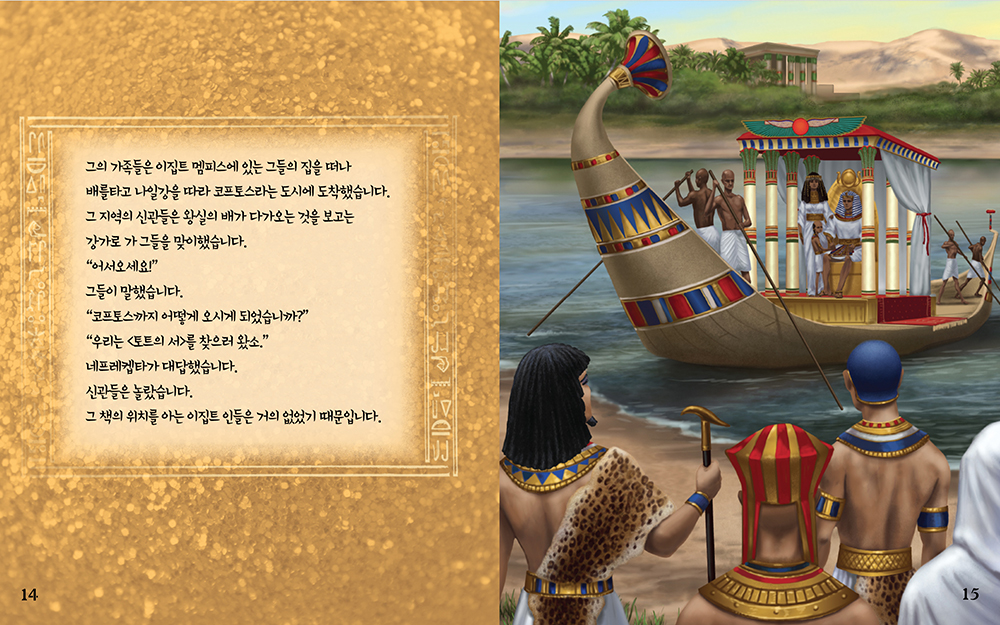 그의 가족들은 이집트 멤피스에 있는 그들의 집을 떠나
배를타고 나일강을 따라 코프토스라는 도시에 도착했습니다.
그 지역의 신관들은 왕실의 배가 다가오는 것을 보고는
강가로 가 그들을 맞이했습니다.
“어서오세요!”
그들이 말했습니다.
“코프토스까지 어떻게 오시게 되었습니까?”
“우리는 <토트의 서>를 찾으러 왔소.”
네프레켑타가 대답했습니다.
신관들은 놀랐습니다.
그 책의 위치를 아는 이집트 인들은 거의 없었기 때문입니다.
14
15